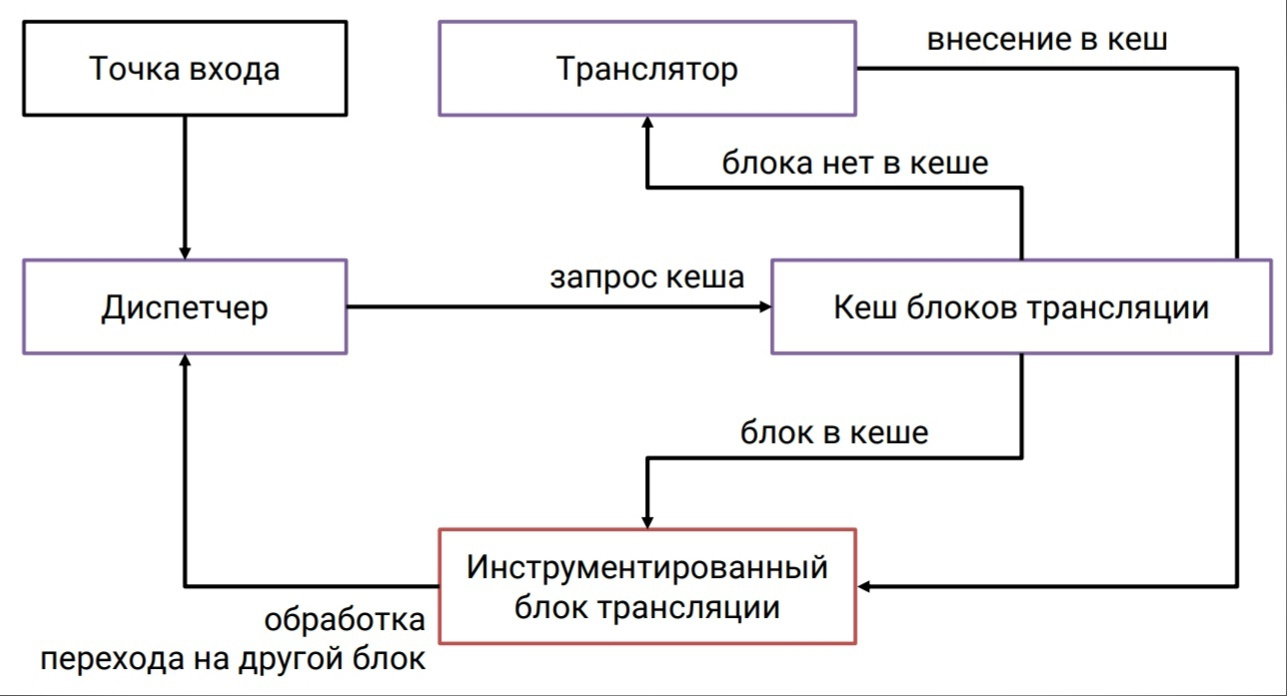 Точка входа
Транслятор
внесение в кеш
блока нет в кеше
Диспетчер
запрос кеша
Кеш блоков трансляции
блок в кеше
Инструментированный
блок трансляции
обработка
перехода на другой блок